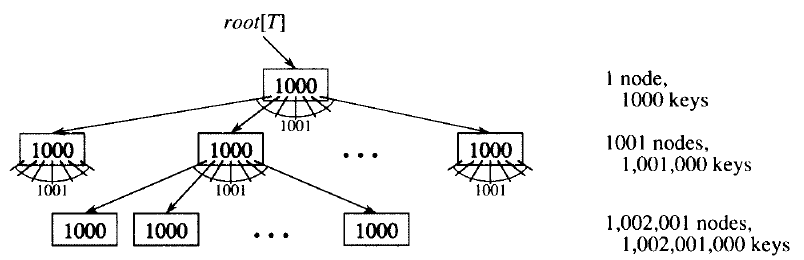 root[T]
1000
1 node,
1000 keys
1001
1000
1000
. . .
1000
1001 nodes,
1,001,000 keys
1001
1001
1001
1000
1000
. . .
1000
1,002,001 nodes,
1,002,001,000 keys